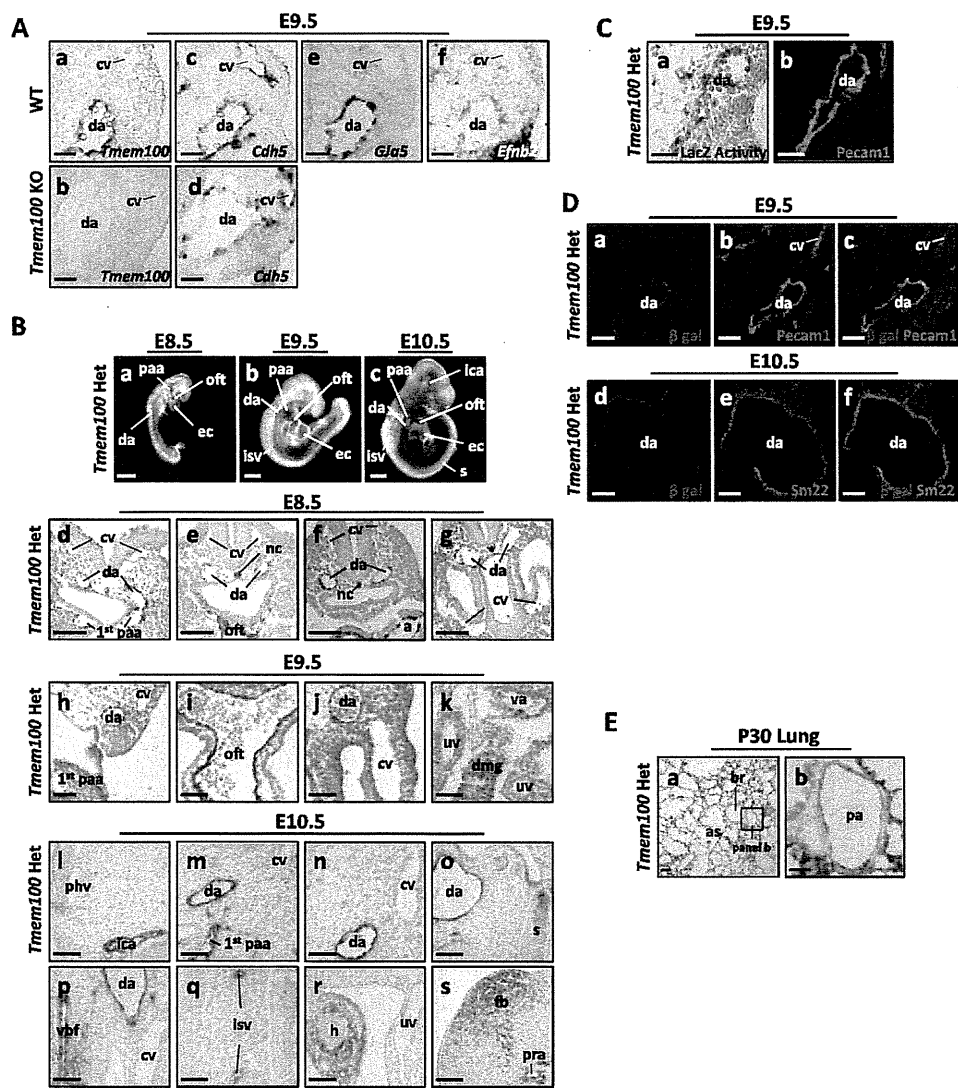 A
E9.5
WT
a
cv
da
Tmem100
c
cv
da
Cdh5
e
cv
da
Gja5
f
cv
da
Efnb2
Tmem100 KO
b
cv
da
Tmem100
d
cv
da
Cdh5
B
E8.5
E9.5
E10.5
Tmem100 Het
a
paa
oft
da
ec
b
paa
oft
da
isv
ec
c
paa
ica
da
oft
isv
ec
s
E8.5
Tmem100 Het
d
cv
da
1st paa
e
cv
nc
da
oft
f
cv
da
nc
a
g
da
cv
E9.5
Tmem100 Het
h
cv
da
1st paa
i
oft
j
da
cv
k
va
uv
dmg
uv
E10.5
Tmem100 Het
l
phv
ica
m
cv
da
1st paa
n
cv
da
o
da
s
p
da
vbf
cv
q
isv
r
h
uv
s
fb
pra
C
E9.5
Tmem100 Het
a
da
LacZ Activity
b
da
Pecam1
D
E9.5
Tmem100 Het
a
da
β gal
b
cv
da
Pecam1
c
cv
da
β gal Pecam1
E10.5
Tmem100 Het
d
da
β gal
e
da
Sm22
f
da
β gal Sm22
E
P30 Lung
Tmem100 Het
a
br
as
panel b
b
pa